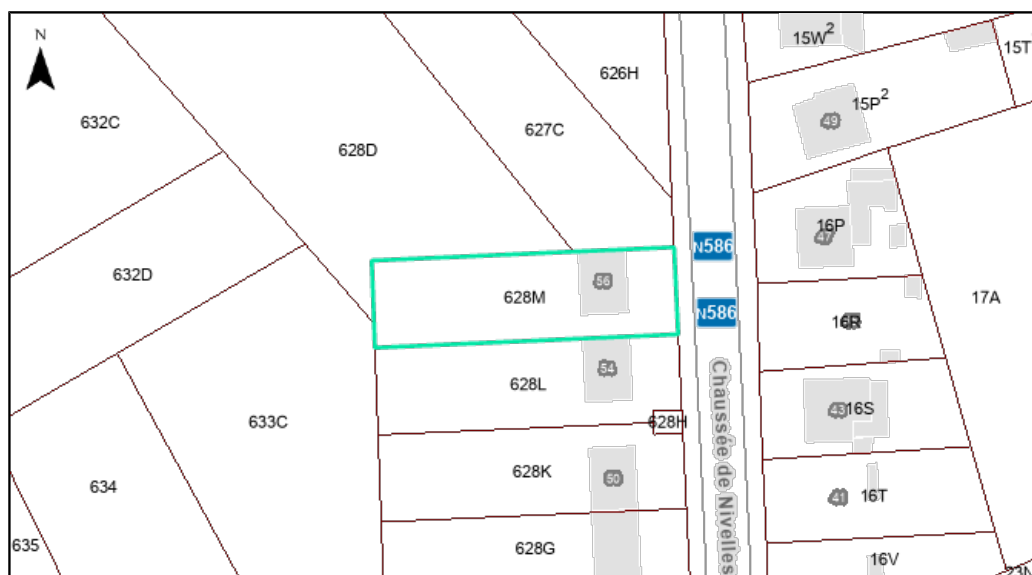 N
15W²
15T
626H
632C
15P²
49
627C
628D
16P
47
N586
632D
56
628M
17A
N586
16R
54
628L
43
16S
Chaussée de Nivelles
633C
628H
628K
50
634
41
16T
635
628G
16V